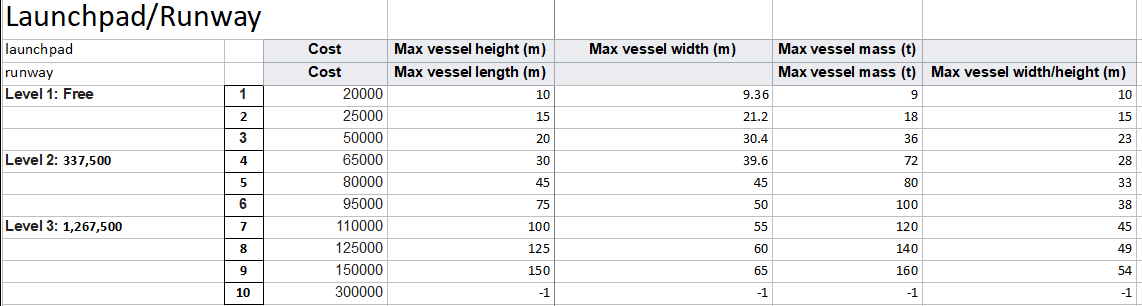 Launchpad/Runway
launchpad Cost Max vessel height (m) Max vessel width (m) Max vessel mass (t)
runway Cost Max vessel length (m) Max vessel mass (t) Max vessel width/height (m)
Level 1: Free 1 20000 10 9.36 9 10
2 25000 15 21.2 18 15
3 50000 20 30.4 36 23
Level 2: 337,500 4 65000 30 39.6 72 28
5 80000 45 45 80 33
6 95000 75 50 100 38
Level 3: 1,267,500 7 110000 100 55 120 45
8 125000 125 60 140 49
9 150000 150 65 160 54
10 300000 -1 -1 -1 -1